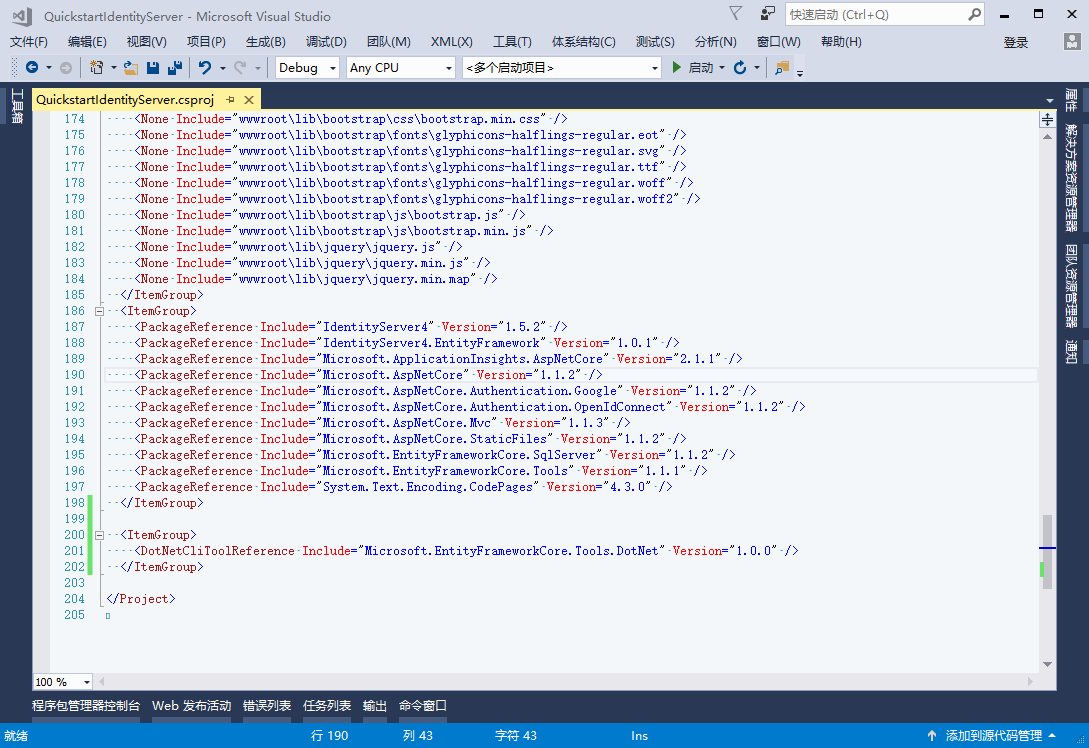 QuickstartIdentityServer - Microsoft Visual Studio
快速启动 (Ctrl+Q)
文件(F) 编辑(E) 视图(V) 项目(P) 生成(B) 调试(D) 团队(M) XML(X) 工具(T) 体系结构(C) 测试(S) 分析(N) 窗口(W) 帮助(H) 登录
Debug Any CPU <多个启动项目> 启动
工具箱
QuickstartIdentityServer.csproj
174 <None Include="wwwroot\lib\bootstrap\css\bootstrap.min.css" />
175 <None Include="wwwroot\lib\bootstrap\fonts\glyphicons-halflings-regular.eot" />
176 <None Include="wwwroot\lib\bootstrap\fonts\glyphicons-halflings-regular.svg" />
177 <None Include="wwwroot\lib\bootstrap\fonts\glyphicons-halflings-regular.ttf" />
178 <None Include="wwwroot\lib\bootstrap\fonts\glyphicons-halflings-regular.woff" />
179 <None Include="wwwroot\lib\bootstrap\fonts\glyphicons-halflings-regular.woff2" />
180 <None Include="wwwroot\lib\bootstrap\js\bootstrap.js" />
181 <None Include="wwwroot\lib\bootstrap\js\bootstrap.min.js" />
182 <None Include="wwwroot\lib\jquery\jquery.js" />
183 <None Include="wwwroot\lib\jquery\jquery.min.js" />
184 <None Include="wwwroot\lib\jquery\jquery.min.map" />
185 </ItemGroup>
186 <ItemGroup>
187 <PackageReference Include="IdentityServer4" Version="1.5.2" />
188 <PackageReference Include="IdentityServer4.EntityFramework" Version="1.0.1" />
189 <PackageReference Include="Microsoft.ApplicationInsights.AspNetCore" Version="2.1.1" />
190 <PackageReference Include="Microsoft.AspNetCore" Version="1.1.2" />
191 <PackageReference Include="Microsoft.AspNetCore.Authentication.Google" Version="1.1.2" />
192 <PackageReference Include="Microsoft.AspNetCore.Authentication.OpenIdConnect" Version="1.1.2" />
193 <PackageReference Include="Microsoft.AspNetCore.Mvc" Version="1.1.3" />
194 <PackageReference Include="Microsoft.AspNetCore.StaticFiles" Version="1.1.2" />
195 <PackageReference Include="Microsoft.EntityFrameworkCore.SqlServer" Version="1.1.2" />
196 <PackageReference Include="Microsoft.EntityFrameworkCore.Tools" Version="1.1.1" />
197 <PackageReference Include="System.Text.Encoding.CodePages" Version="4.3.0" />
198 </ItemGroup>
199
200 <ItemGroup>
201 <DotNetCliToolReference Include="Microsoft.EntityFrameworkCore.Tools.DotNet" Version="1.0.0" />
202 </ItemGroup>
203
204 </Project>
205
属性
解决方案资源管理器
团队资源管理器
通知
100 %
程序包管理器控制台 Web 发布活动 错误列表 任务列表 输出 命令窗口
就绪 行 190 列 43 字符 43 Ins 添加到源代码管理